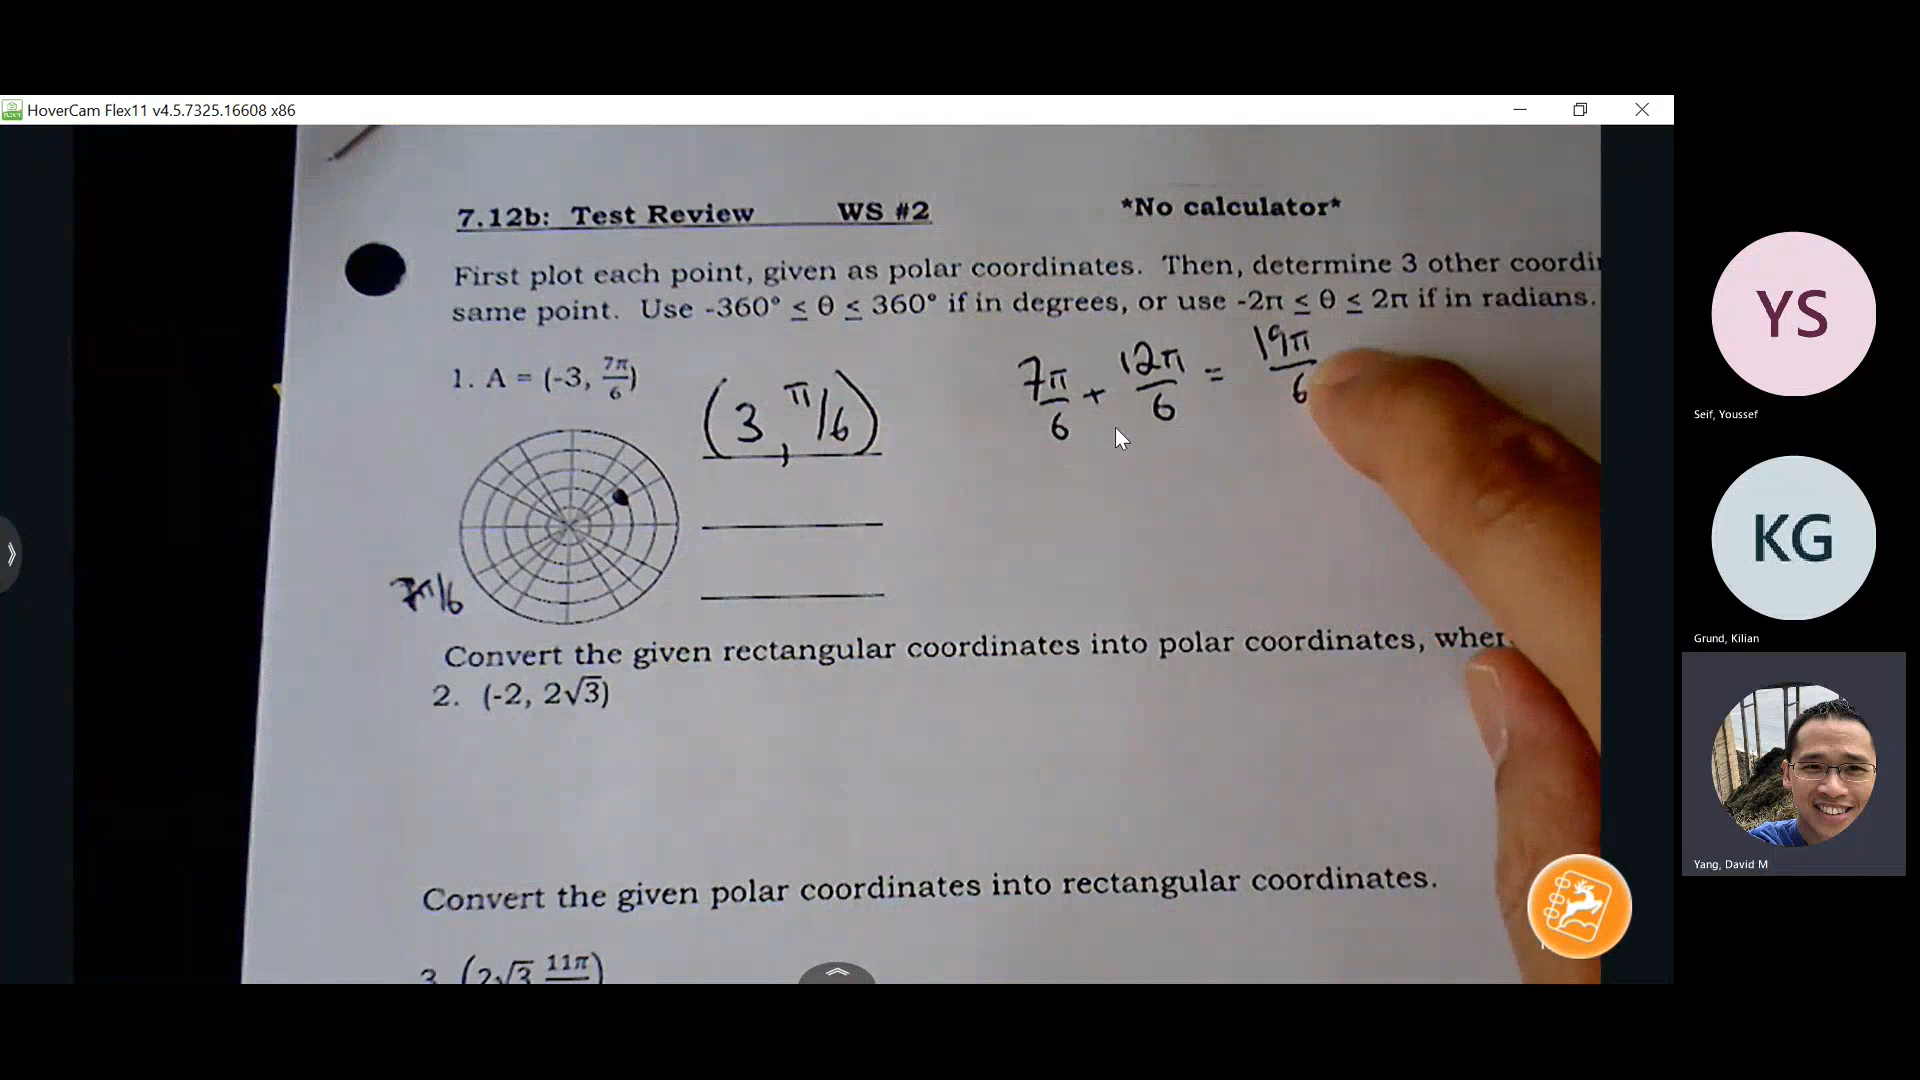 HoverCam Flex11 v4.5.7325.16608 x86
7.12b: Test Review WS #2 *No calculator*
First plot each point, given as polar coordinates. Then, determine 3 other coordi
same point. Use -360° ≤ θ ≤ 360° if in degrees, or use -2π ≤ θ ≤ 2π if in radians.
1. A = (-3, 7π/6)
(3, π/6)
7π/6 + 12π/6 = 19π/6
7π/6
Convert the given rectangular coordinates into polar coordinates, wher
2. (-2, 2√3)
Convert the given polar coordinates into rectangular coordinates.
3. (2√3 11π)
YS
Seif, Youssef
KG
Grund, Kilian
Yang, David M